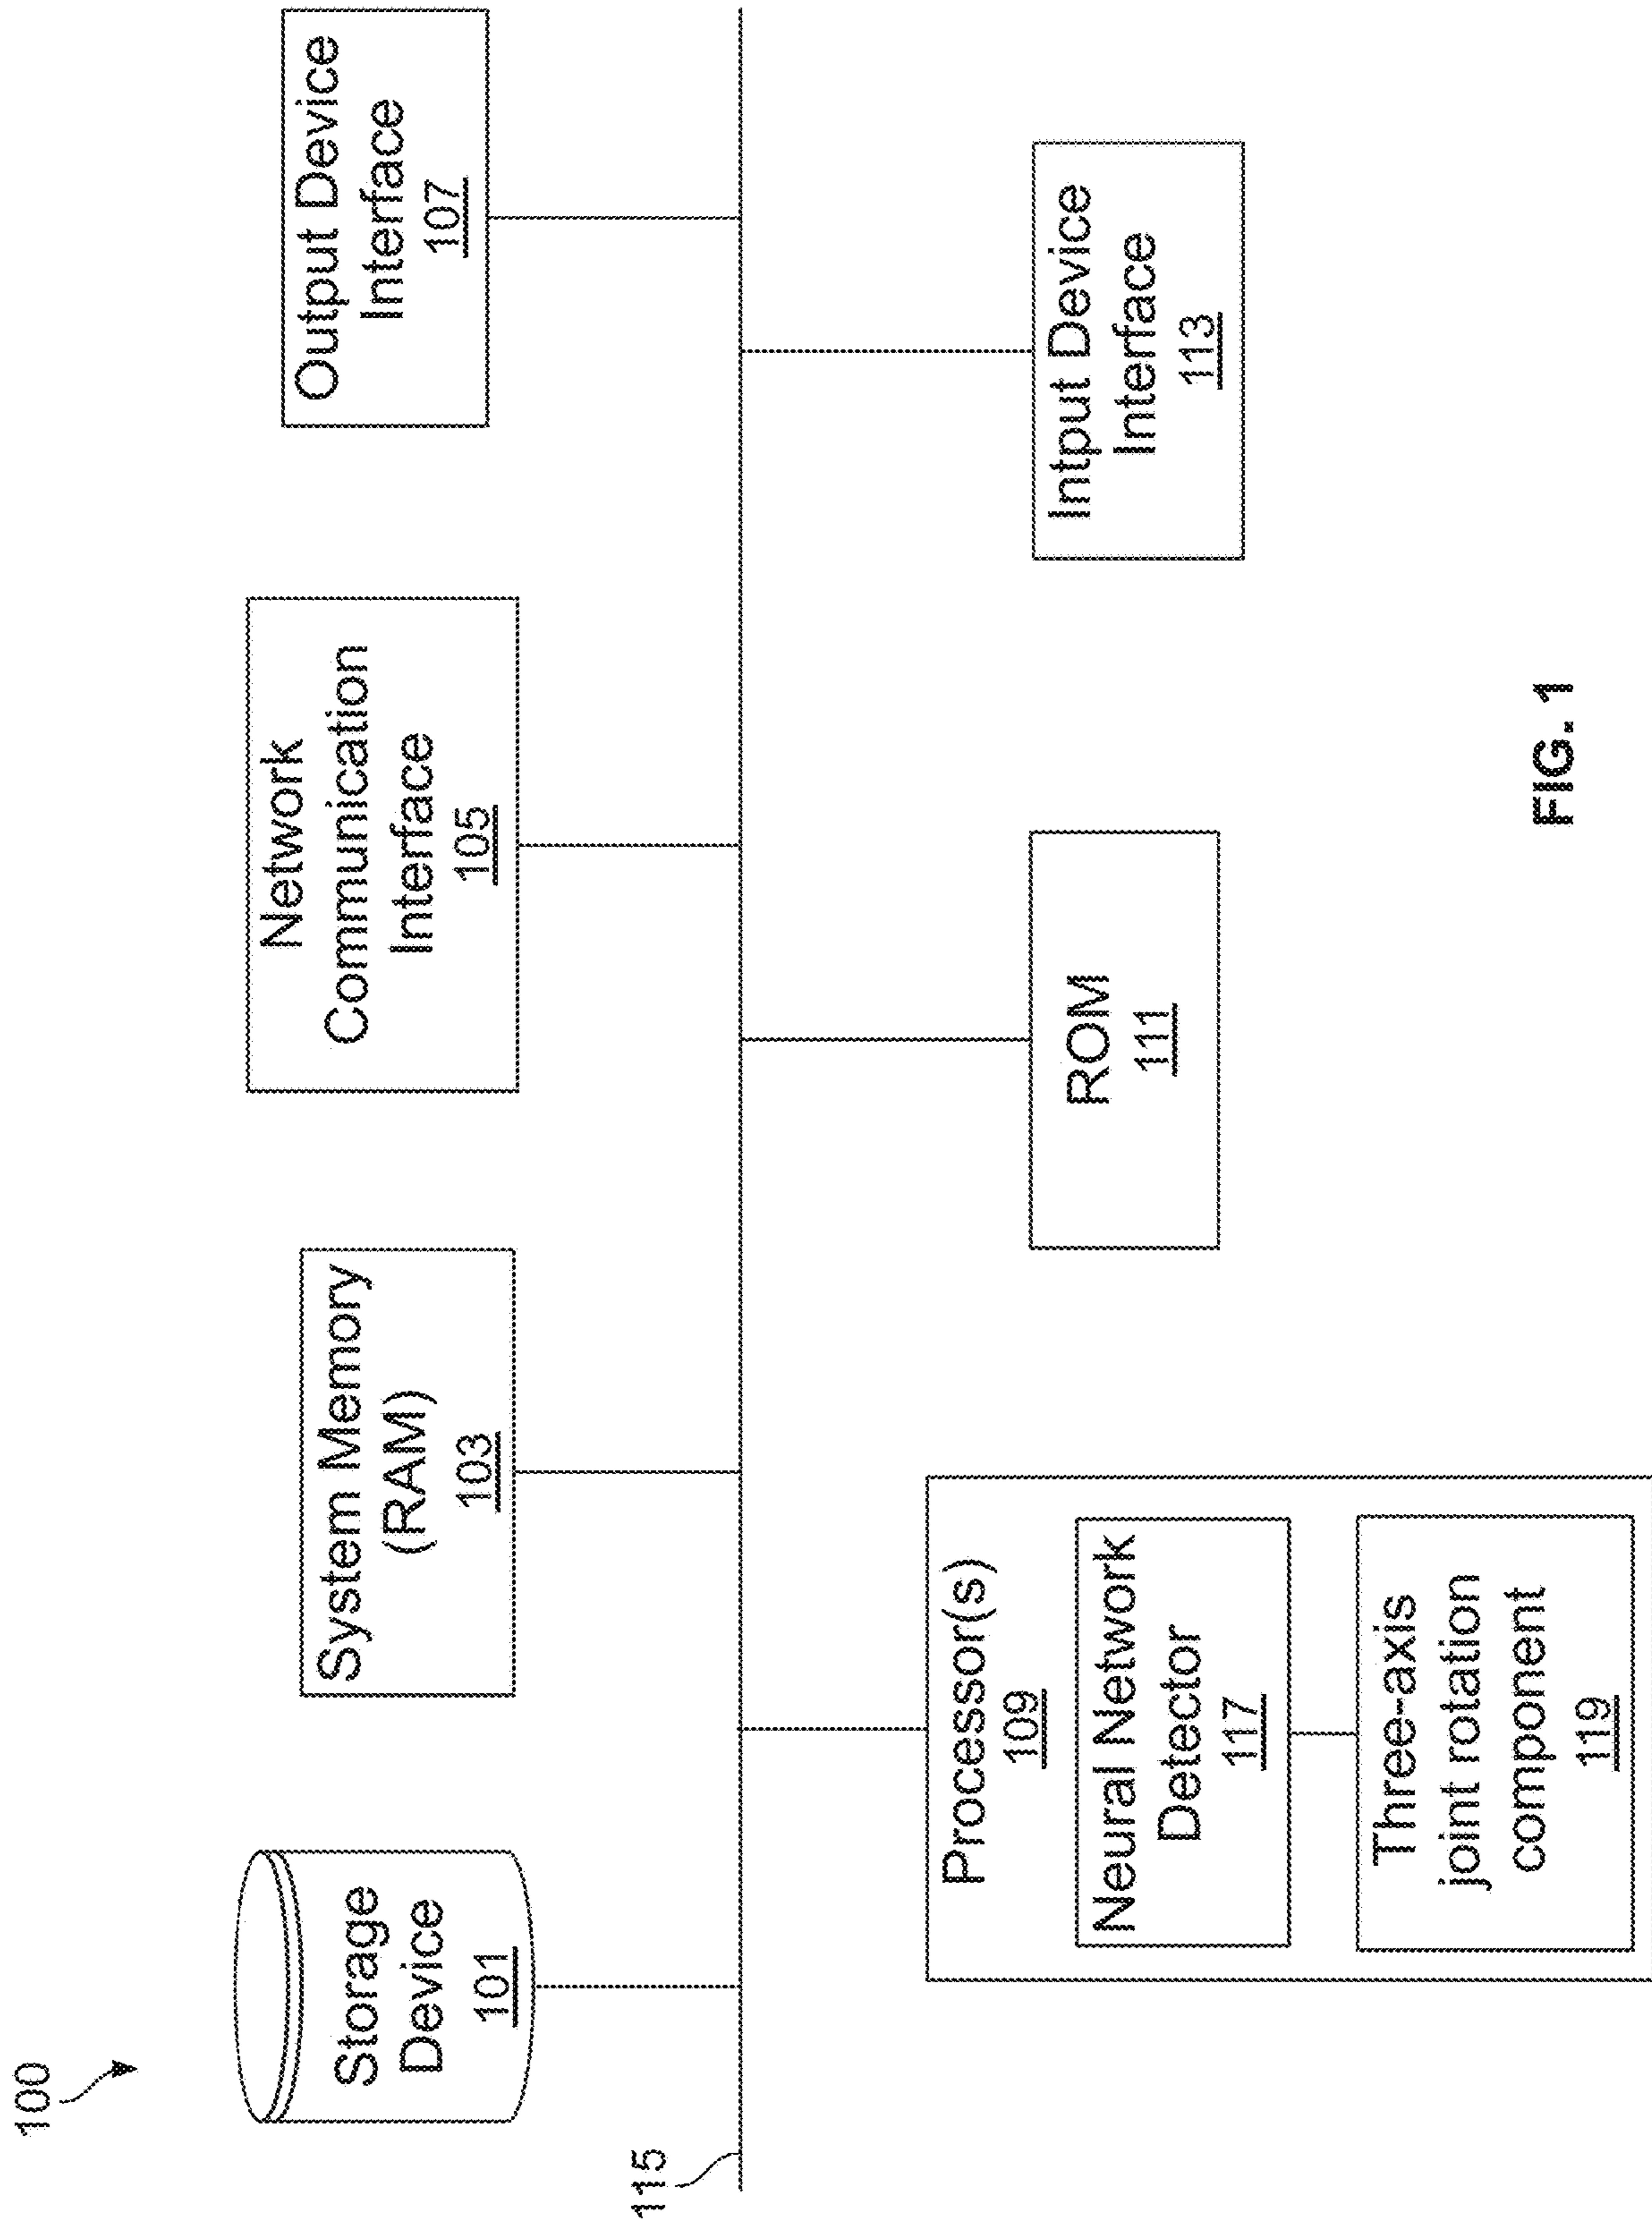 100
Storage
Device
101
System Memory
(RAM)
103
Network
Communication
Interface
105
Output Device
Interface
107
115
Processor(s)
109
Neural Network
Detector
117
Three-axis
joint rotation
component
119
ROM
111
Intput Device
Interface
113
FIG. 1